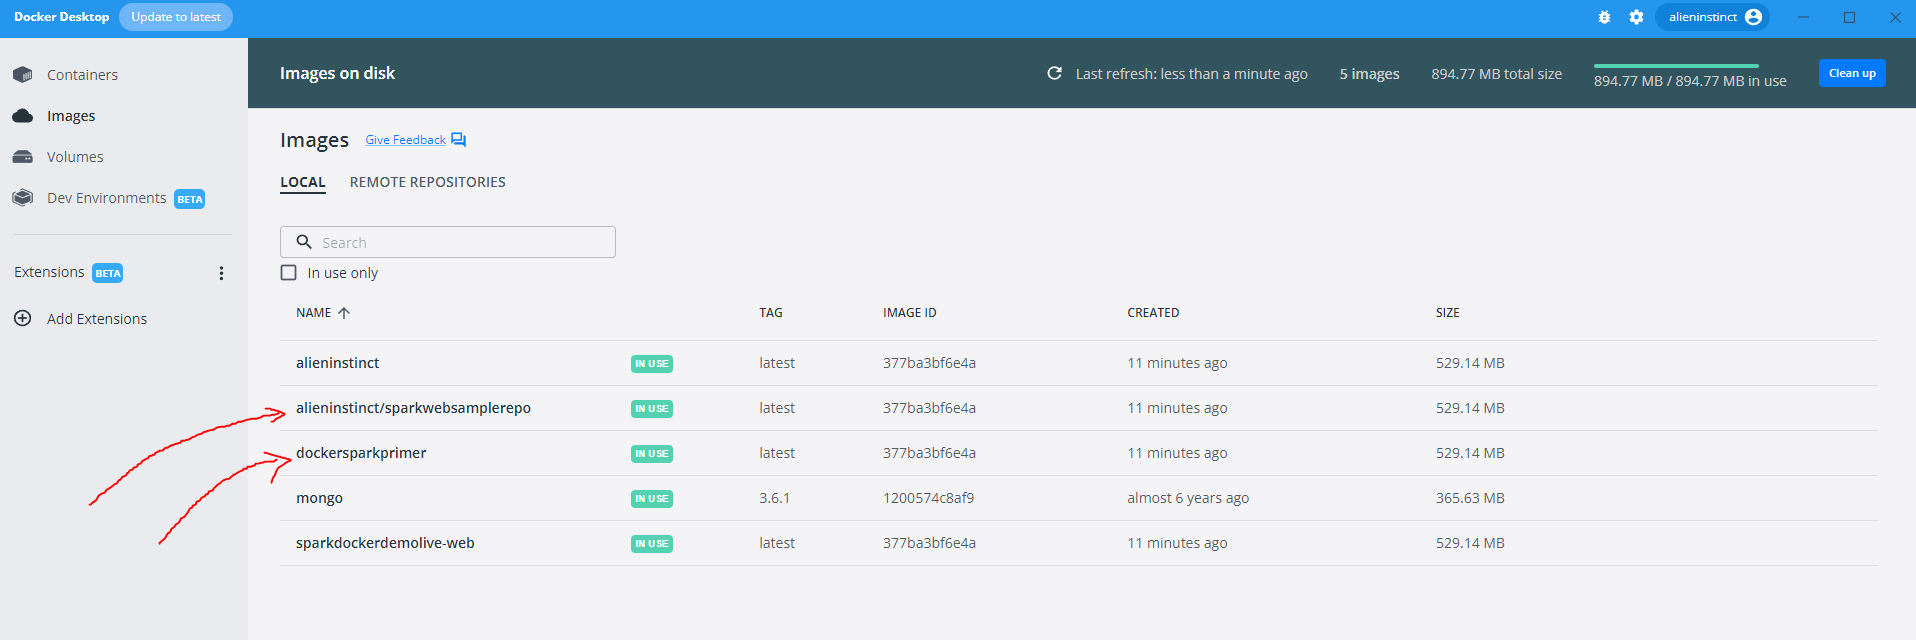 Docker Desktop Update to latest alieninstinct
Containers
Images
Volumes
Dev Environments BETA
Extensions BETA
Add Extensions
Images on disk Last refresh: less than a minute ago 5 images 894.77 MB total size 894.77 MB / 894.77 MB in use Clean up
Images Give Feedback
LOCAL REMOTE REPOSITORIES
Search
In use only
NAME TAG IMAGE ID CREATED SIZE
alieninstinct IN USE latest 377ba3bf6e4a 11 minutes ago 529.14 MB
alieninstinct/sparkwebsamplerepo IN USE latest 377ba3bf6e4a 11 minutes ago 529.14 MB
dockersparkprimer IN USE latest 377ba3bf6e4a 11 minutes ago 529.14 MB
mongo IN USE 3.6.1 1200574c8af9 almost 6 years ago 365.63 MB
sparkdockerdemolive-web IN USE latest 377ba3bf6e4a 11 minutes ago 529.14 MB